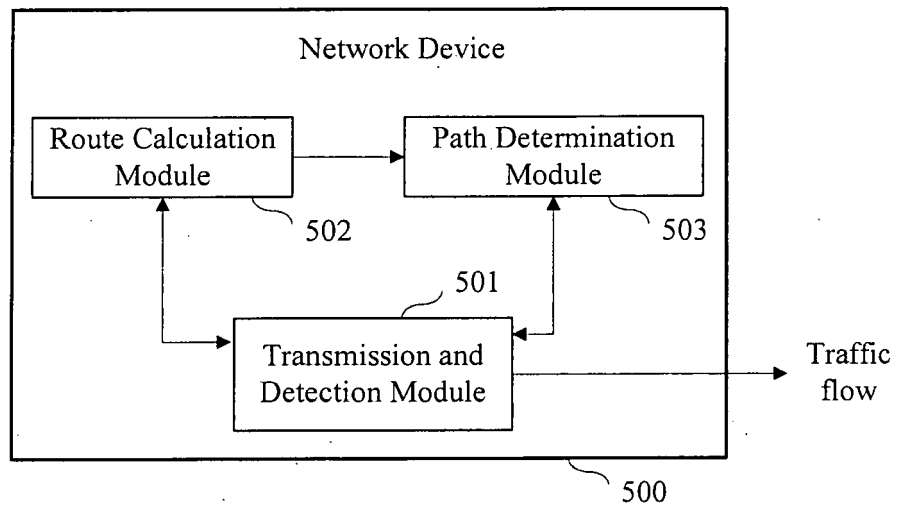 Network Device
Route Calculation
Module
Path Determination
Module
502
503
501
Transmission and
Detection Module
Traffic
flow
500